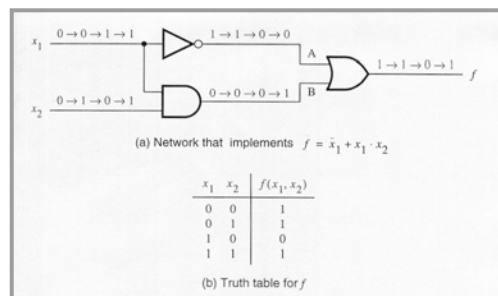 x₁ 0 → 0 → 1 → 1 1 → 1 → 0 → 0
A
1 → 1 → 0 → 1 f
x₂ 0 → 1 → 0 → 1 0 → 0 → 0 → 1 B
(a) Network that implements f = x̄₁ + x₁ · x₂
x₁ x₂ f(x₁, x₂)
0 0 1
0 1 1
1 0 0
1 1 1
(b) Truth table for f